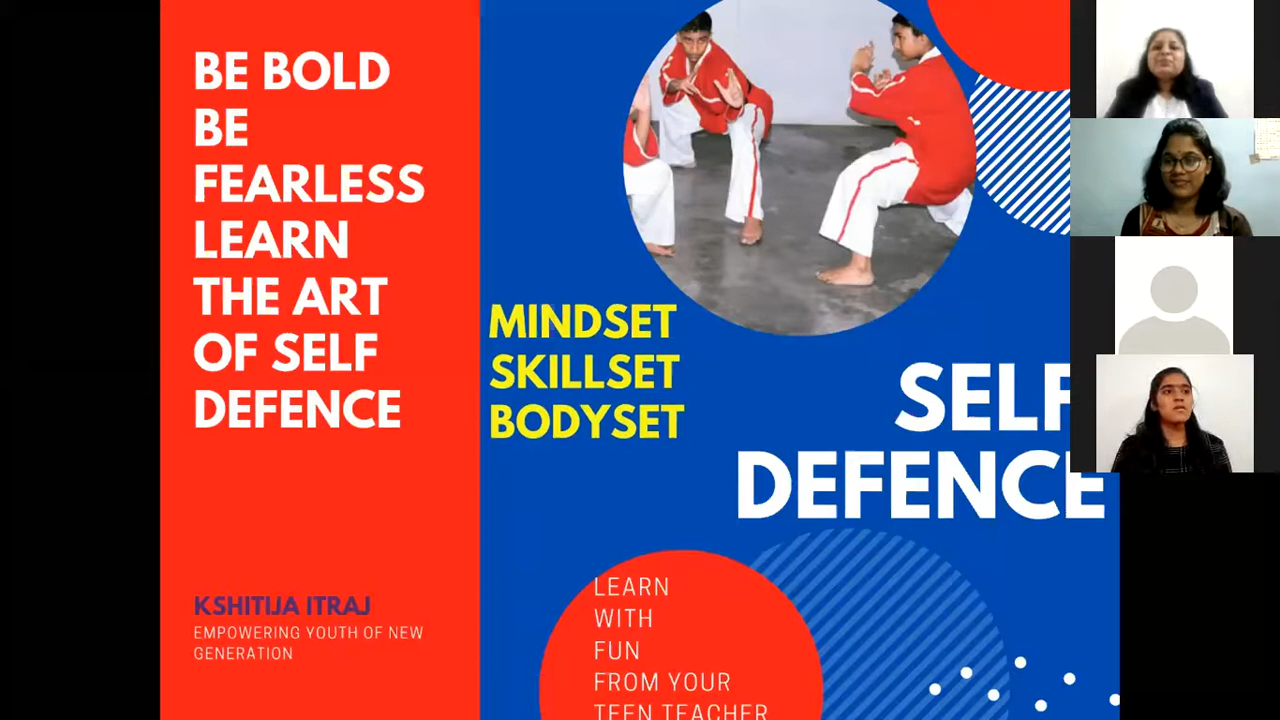 BE BOLD
BE
FEARLESS
LEARN
THE ART
OF SELF
DEFENCE
KSHITIJA ITRAJ
EMPOWERING YOUTH OF NEW
GENERATION
MINDSET
SKILLSET
BODYSET
SELF
DEFENCE
LEARN
WITH
FUN
FROM YOUR
TEEN TEACHER